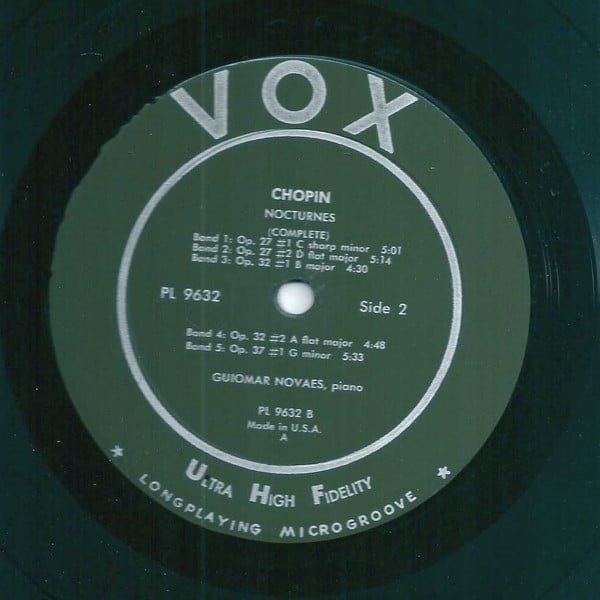 VOX
CHOPIN
NOCTURNES
(COMPLETE)
Band 1: Op. 27 #1 C sharp minor 5:01
Band 2: Op. 27 #2 D flat major 5:14
Band 3: Op. 32 #1 B major 4:30
PL 9632 Side 2
Band 4: Op. 32 #2 A flat major 4:48
Band 5: Op. 37 #1 G minor 5:33
GUIOMAR NOVAES, piano
PL 9632 B
Made in U.S.A.
A
ULTRA HIGH FIDELITY
* LONGPLAYING MICROGROOVE *